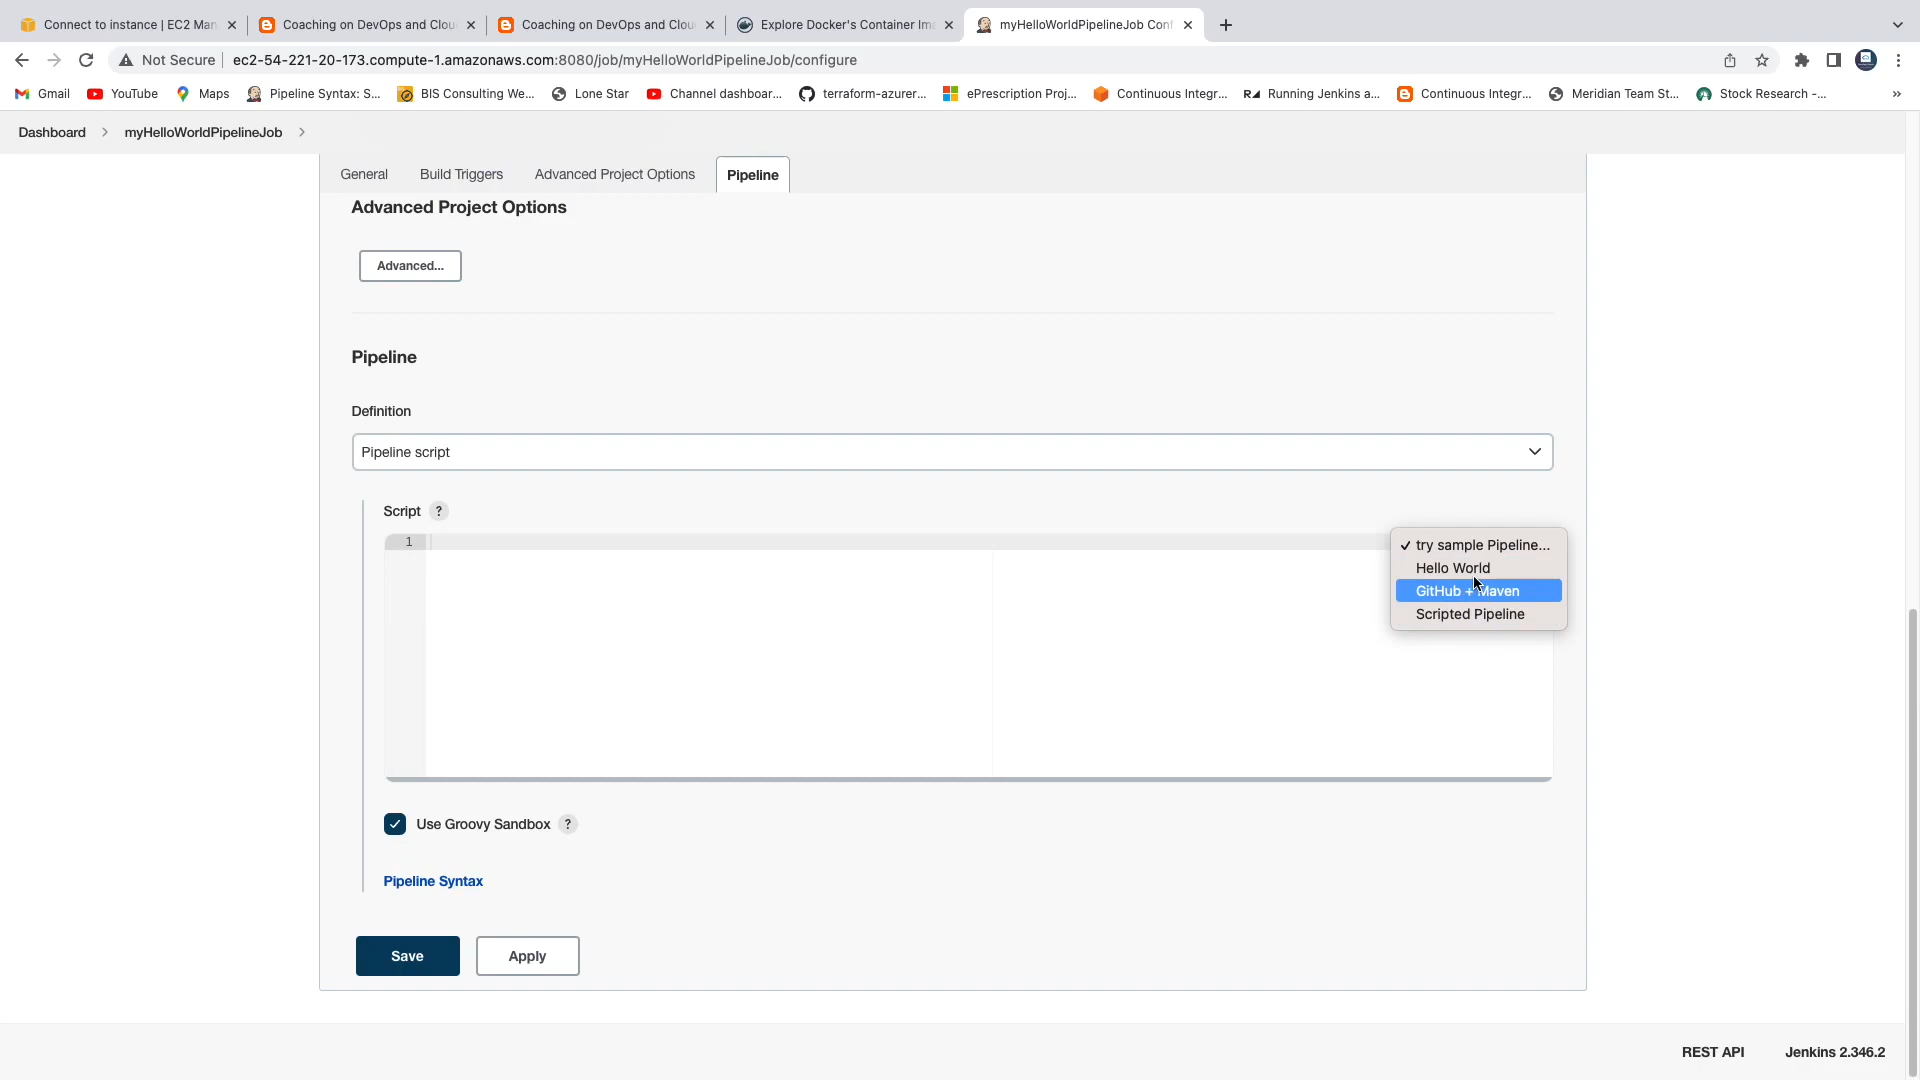 Connect to instance | EC2 Man
Coaching on DevOps and Clou
Coaching on DevOps and Clou
Explore Docker's Container Ima
myHelloWorldPipelineJob Conf
Not Secure
ec2-54-221-20-173.compute-1.amazonaws.com:8080/job/myHelloWorldPipelineJob/configure
Gmail
YouTube
Maps
Pipeline Syntax: S...
BIS Consulting We...
Lone Star
Channel dashboar...
terraform-azurer...
ePrescription Proj...
Continuous Integr...
Running Jenkins a...
Continuous Integr...
Meridian Team St...
Stock Research -...
Dashboard
myHelloWorldPipelineJob
General
Build Triggers
Advanced Project Options
Pipeline
Advanced Project Options
Advanced...
Pipeline
Definition
Pipeline script
Script ?
1
✓ try sample Pipeline...
Hello World
GitHub + Maven
Scripted Pipeline
Use Groovy Sandbox ?
Pipeline Syntax
Save
Apply
REST API
Jenkins 2.346.2